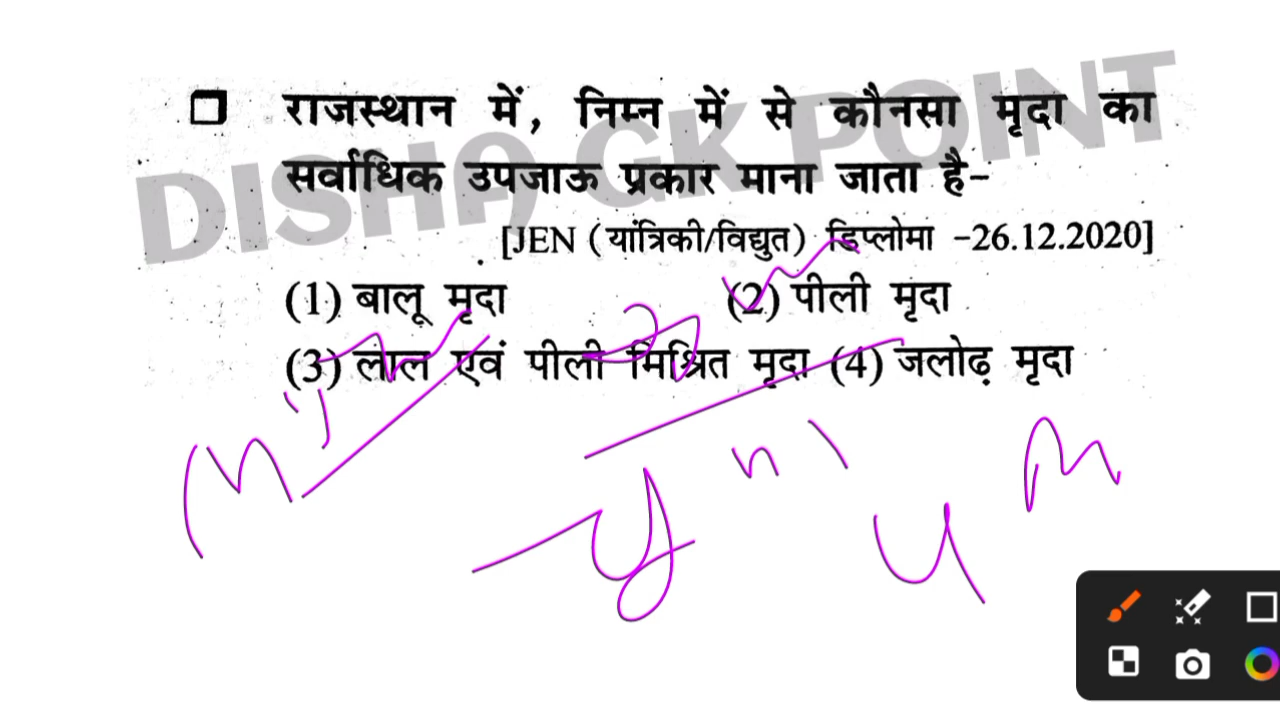 DISHA GK POINT
❑ राजस्थान में, निम्न में से कौनसा मृदा का
सर्वाधिक उपजाऊ प्रकार माना जाता है-
[JEN (यांत्रिकी/विद्युत) डिप्लोमा -26.12.2020]
(1) बालू मृदा (2) पीली मृदा
(3) लाल एवं पीली मिश्रित मृदा (4) जलोढ़ मृदा